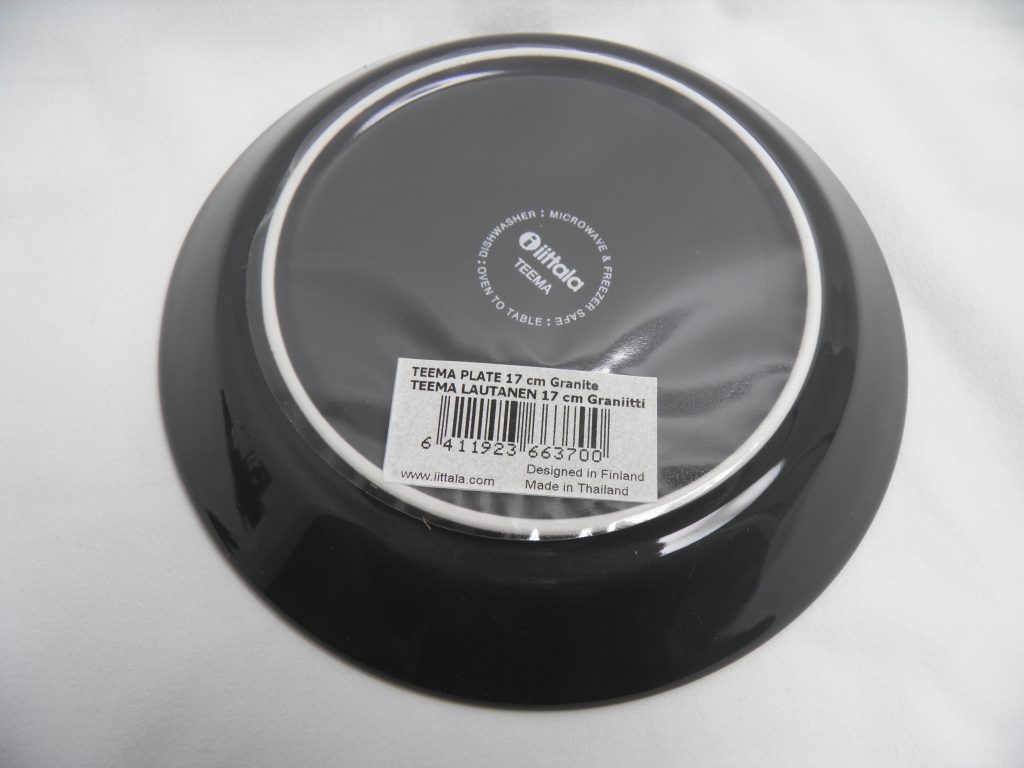 DISHWASHER : MICROWAVE & FREEZER SAFE : OVEN TO TABLE :
i iittala
TEEMA
TEEMA PLATE 17 cm Granite
TEEMA LAUTANEN 17 cm Graniitti
6 411923 663700
Designed in Finland
www.iittala.com Made in Thailand